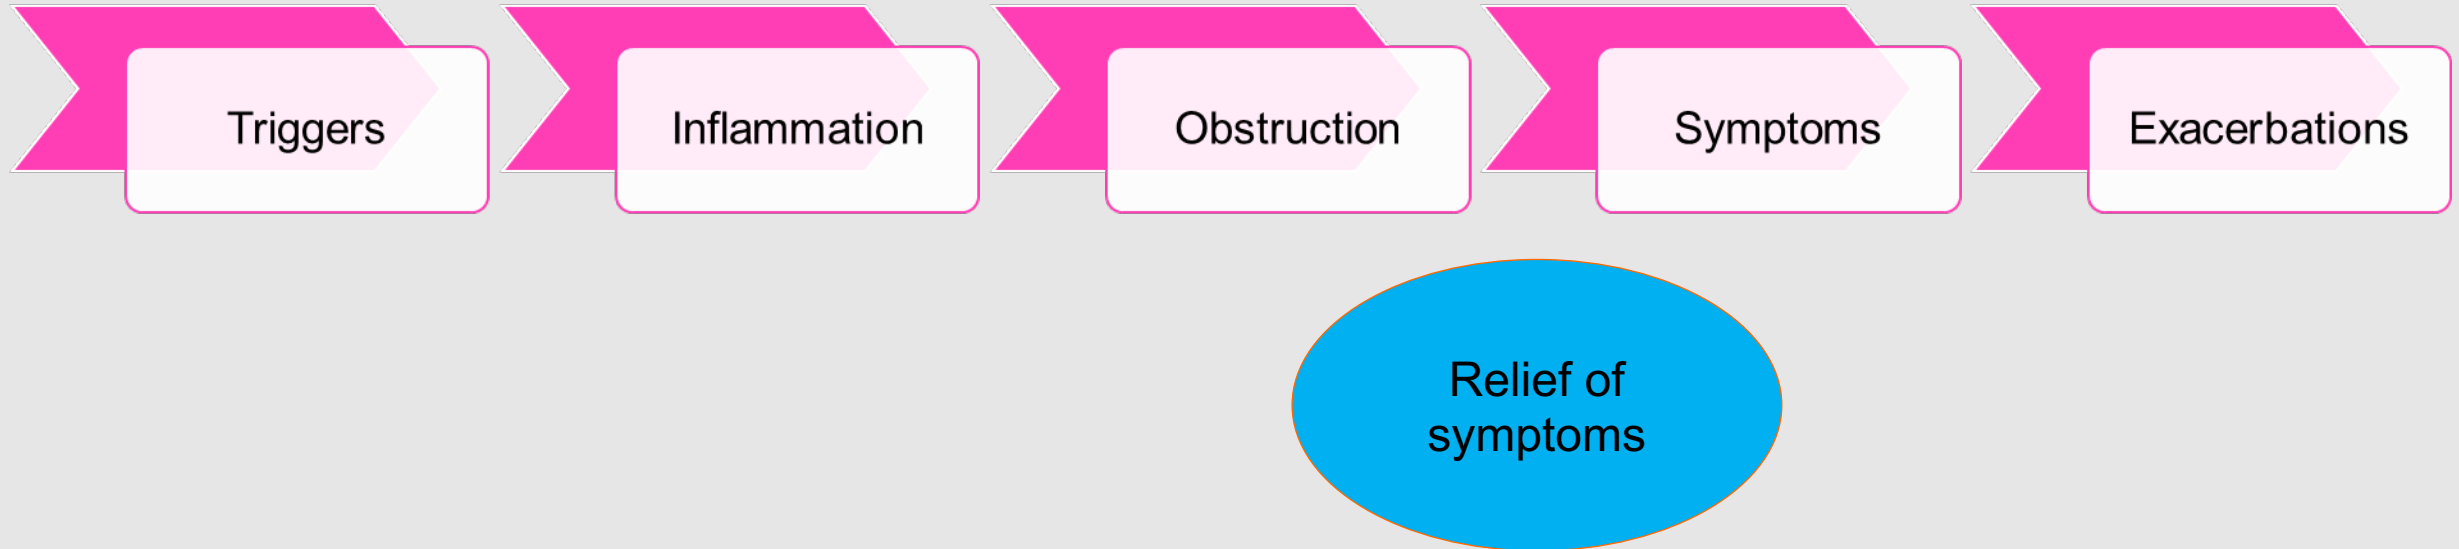 Triggers
Inflammation
Obstruction
Symptoms
Exacerbations
Relief of
symptoms